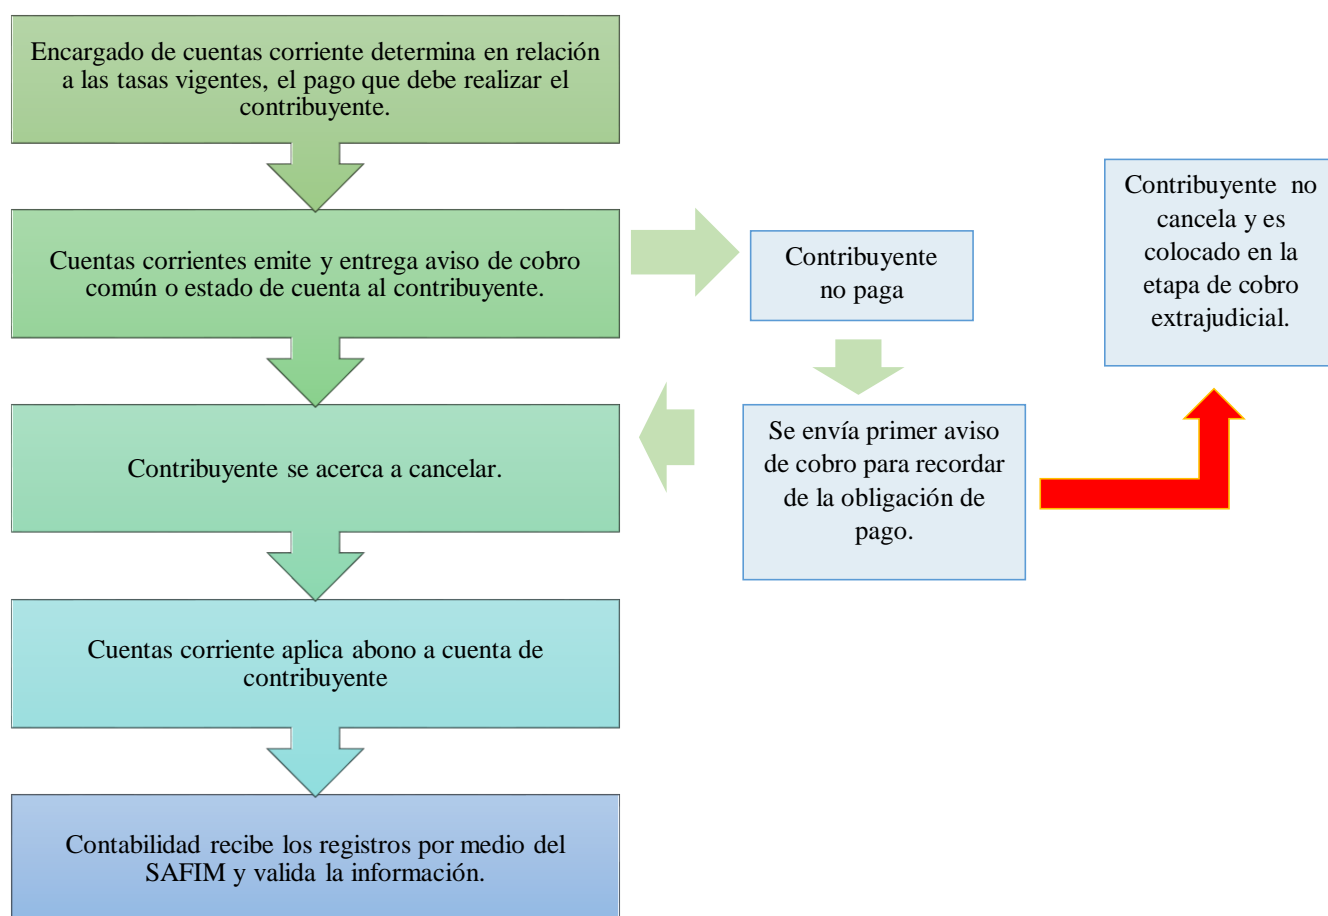 Encargado de cuentas corriente determina en relación
a las tasas vigentes, el pago que debe realizar el
contribuyente.
Cuentas corrientes emite y entrega aviso de cobro
común o estado de cuenta al contribuyente.
Contribuyente
no paga
Contribuyente no
cancela y es
colocado en la
etapa de cobro
extrajudicial.
Se envía primer aviso
de cobro para recordar
de la obligación de
pago.
Contribuyente se acerca a cancelar.
Cuentas corriente aplica abono a cuenta de
contribuyente
Contabilidad recibe los registros por medio del
SAFIM y valida la información.